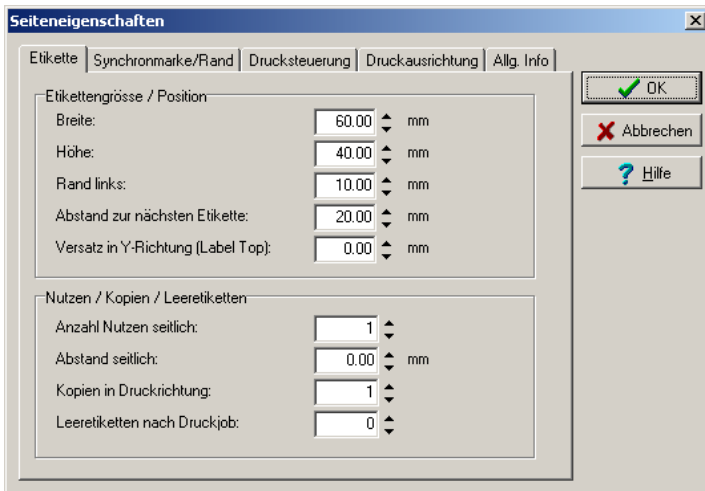 Seiteneigenschaften
Etikette Synchronmarke/Rand Drucksteuerung Druckausrichtung Allg. Info
Etikettengrösse / Position
Breite: 60.00 mm
Höhe: 40.00 mm
Rand links: 10.00 mm
Abstand zur nächsten Etikette: 20.00 mm
Versatz in Y-Richtung (Label Top): 0.00 mm
Nutzen / Kopien / Leeretiketten
Anzahl Nutzen seitlich: 1
Abstand seitlich: 0.00 mm
Kopien in Druckrichtung: 1
Leeretiketten nach Druckjob: 0
OK
Abbrechen
Hilfe